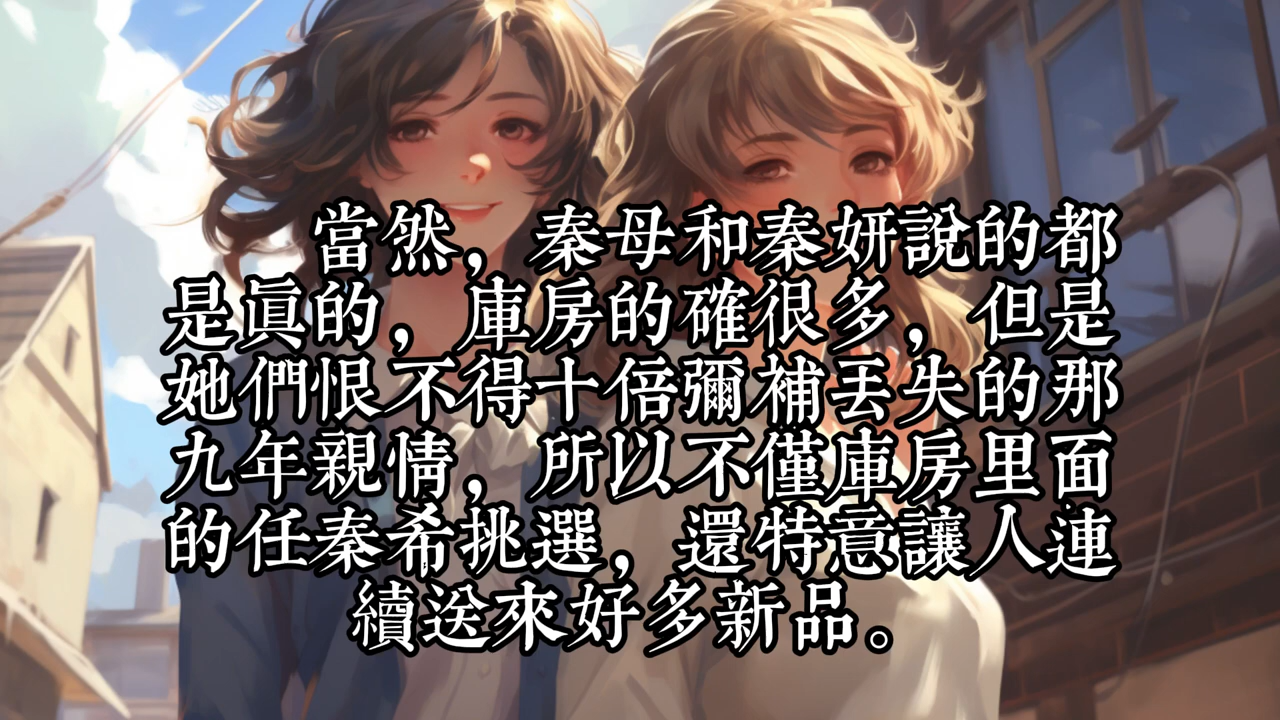 當然，秦母和秦妍說的都
是眞的，庫房的確很多，但是
她們恨不得十倍彌補丟失的那
九年親情，所以不僅庫房里面
的任秦希挑選，還特意讓人連
續送來好多新品。